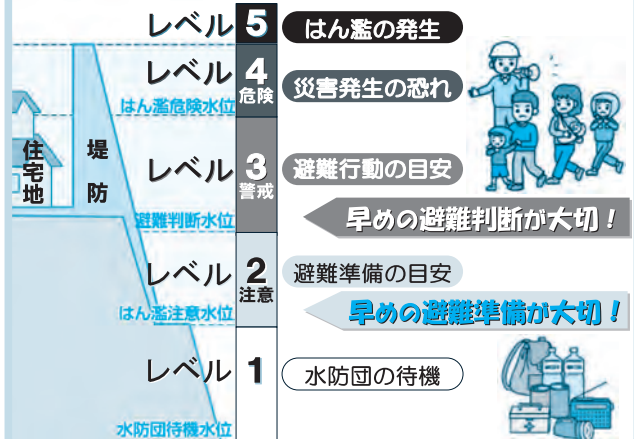 レベル 5 はん濫の発生
レベル 4 危険 災害発生の恐れ
はん濫危険水位
住宅地
堤防
レベル 3 警戒 避難行動の目安
早めの避難判断が大切！
避難判断水位
レベル 2 注意 避難準備の目安
早めの避難準備が大切！
はん濫注意水位
レベル 1 水防団の待機
水防団待機水位